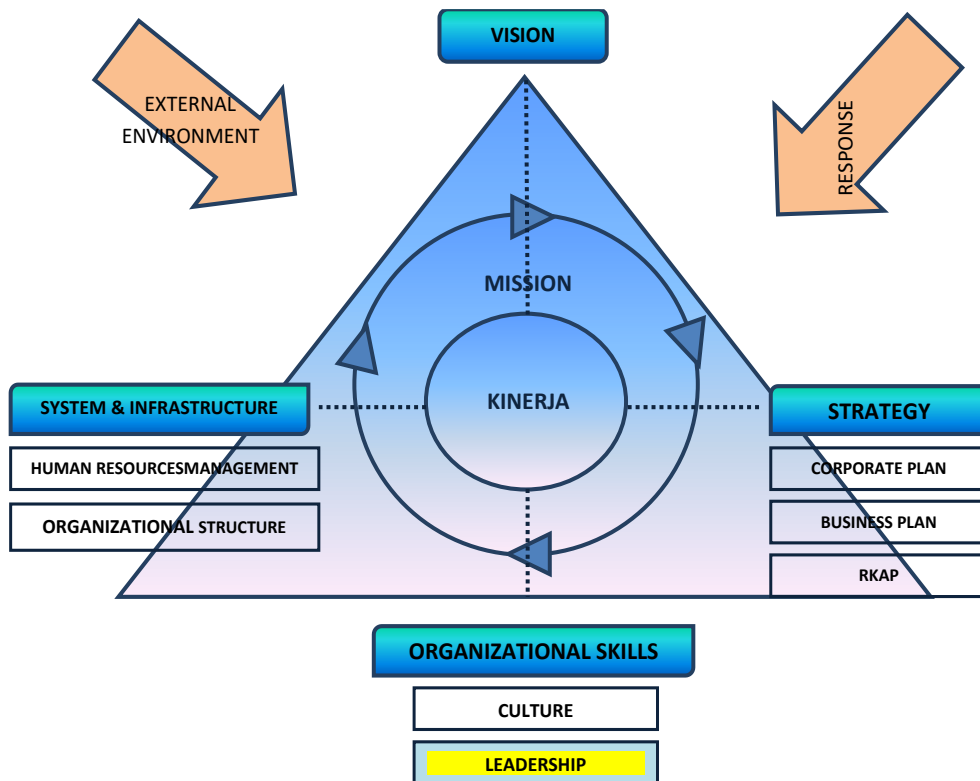 VISION
EXTERNAL
ENVIRONMENT
RESPONSE
MISSION
KINERJA
SYSTEM & INFRASTRUCTURE
HUMAN RESOURCESMANAGEMENT
ORGANIZATIONAL STRUCTURE
STRATEGY
CORPORATE PLAN
BUSINESS PLAN
RKAP
ORGANIZATIONAL SKILLS
CULTURE
LEADERSHIP